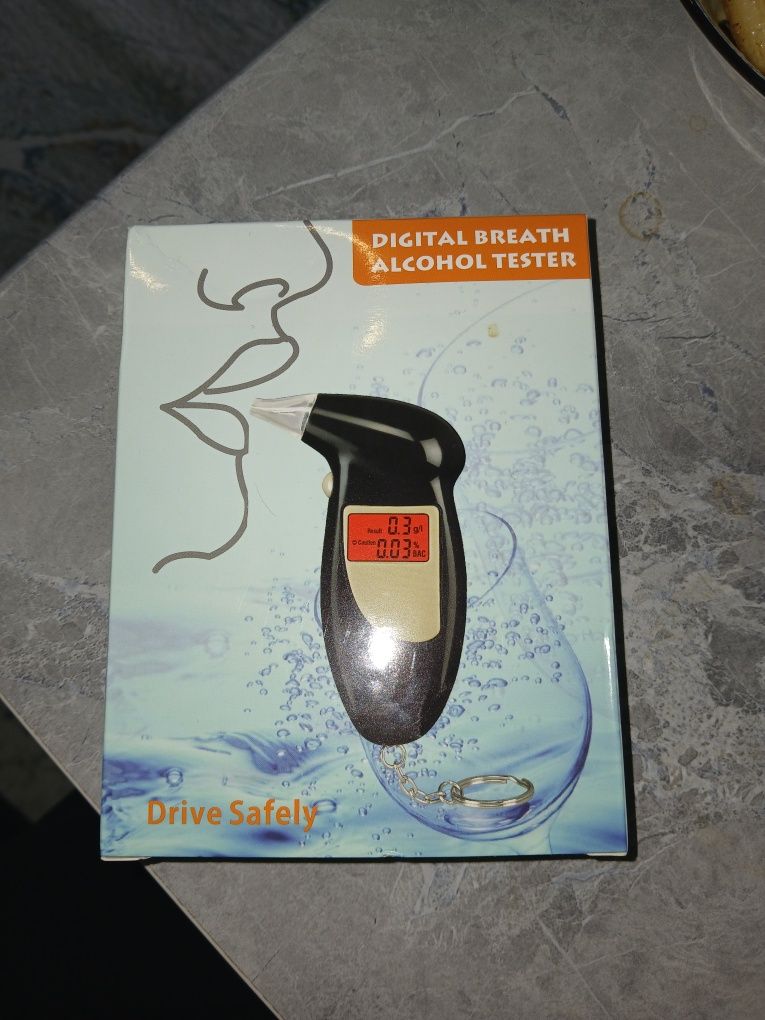 DIGITAL BREATH
ALCOHOL TESTER
Result 0.3 g/l
Caution 0.03 % BAC
Drive Safely